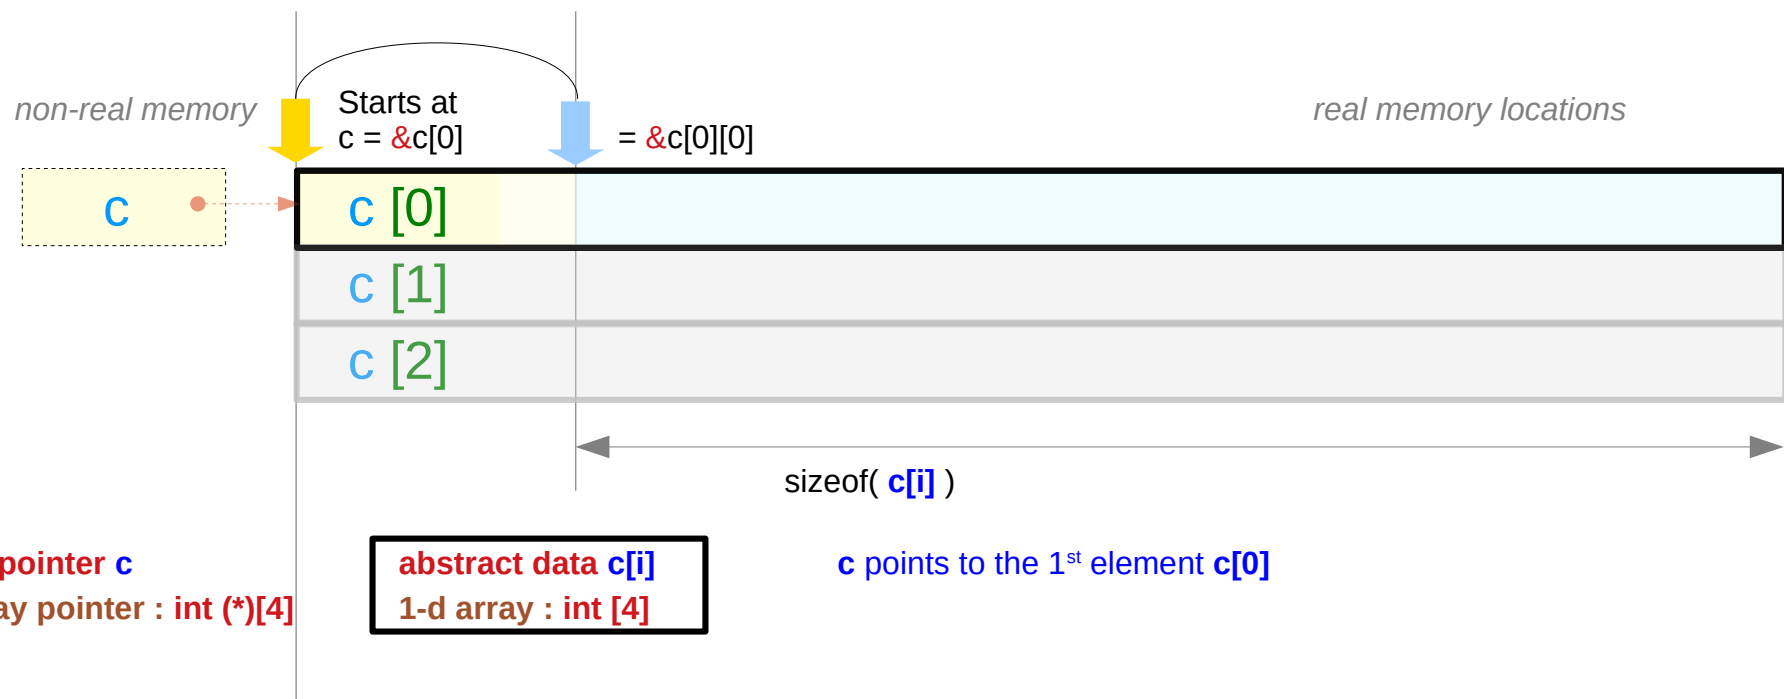 Starts at
non-real memory
real memory locations
c = &c[0]
= &c[0][0]
c
c [0]
c [1]
c [2]
sizeof( c[i] )
pointer c
abstract data c[i]
c points to the 1st element c[0]
pointer : int (*)[4]
1-d array : int [4]